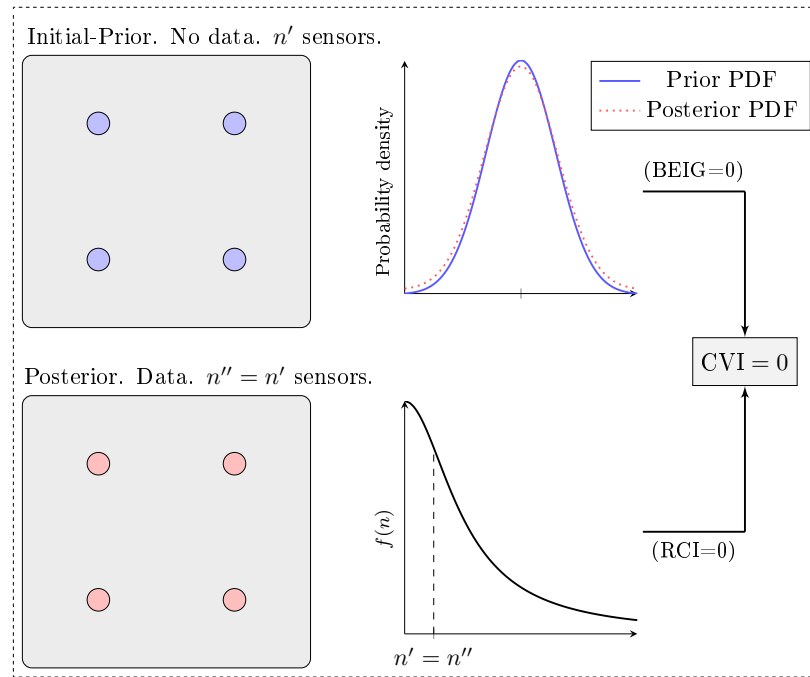 Initial-Prior. No data. n′ sensors.
Probability density
Prior PDF
Posterior PDF
(BEIG=0)
CVI = 0
Posterior. Data. n′′ = n′ sensors.
f(n)
n′ = n′′
(RCI=0)